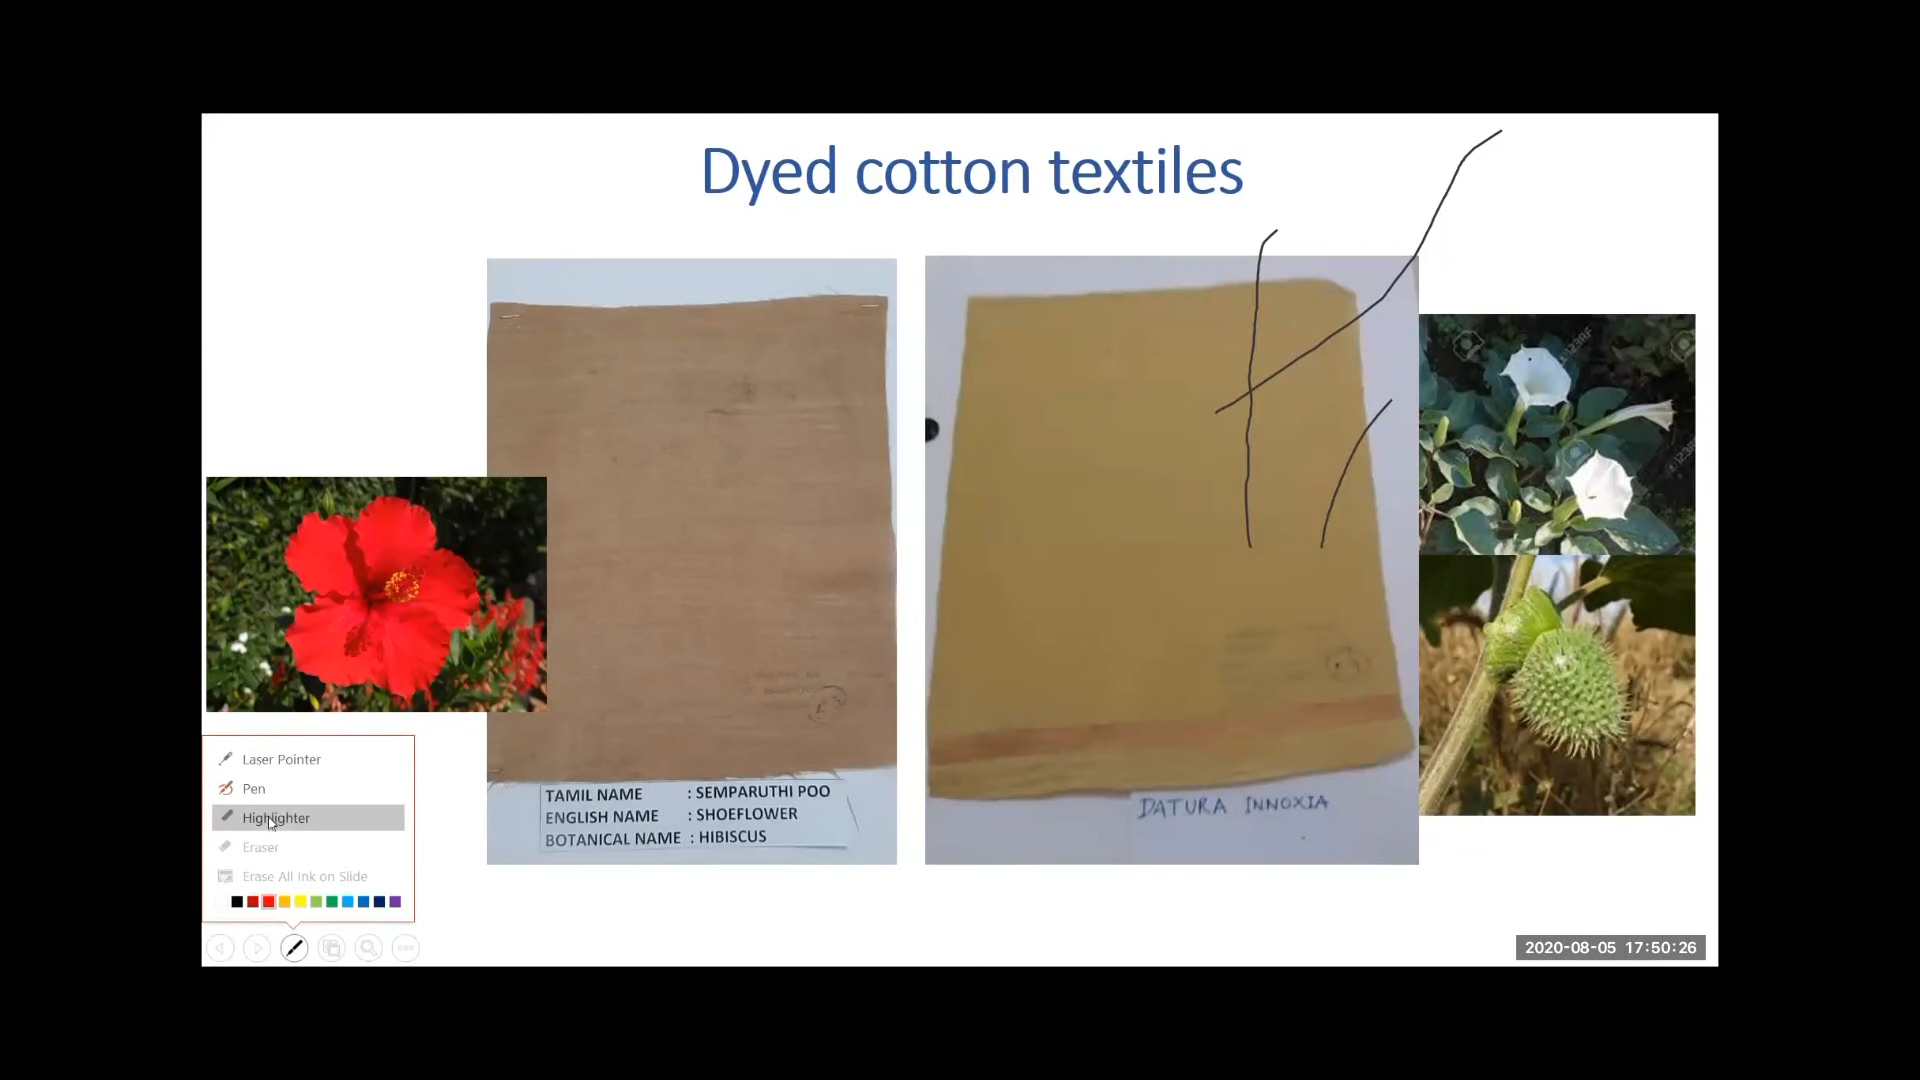 Dyed cotton textiles
TAMIL NAME : SEMPARUTHI POO
ENGLISH NAME : SHOEFLOWER
BOTANICAL NAME : HIBISCUS
DATURA INNOXIA
123RF
Laser Pointer
Pen
Highlighter
Eraser
Erase All Ink on Slide
2020-08-05 17:50:26